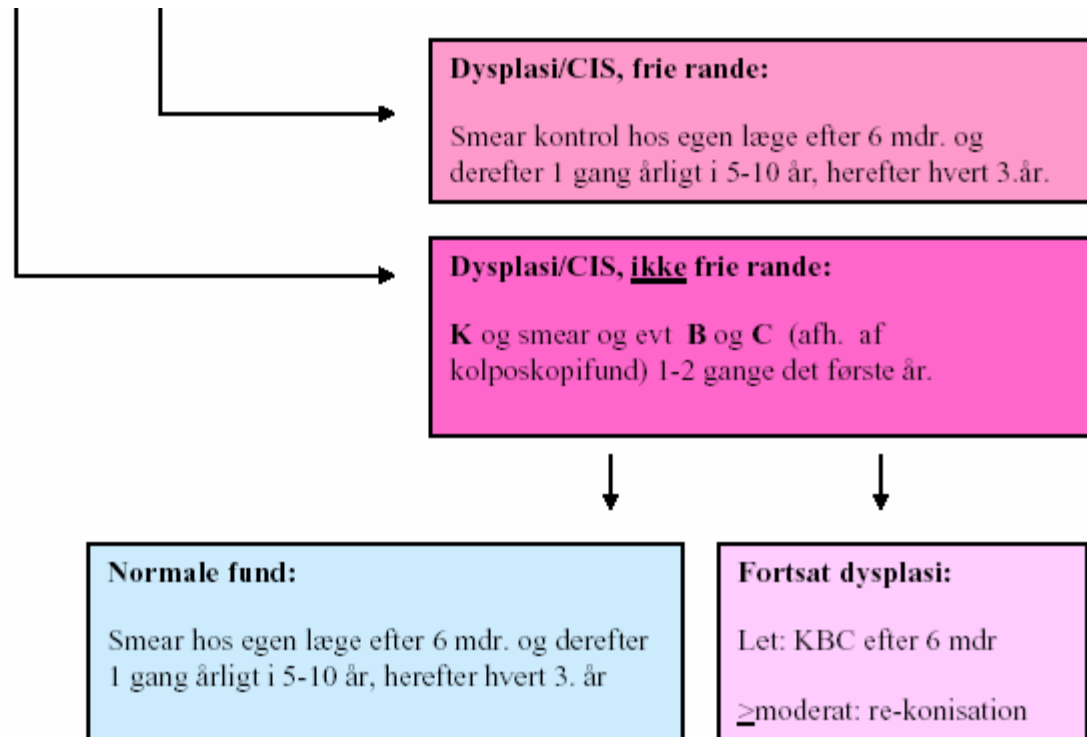 Dysplasi/CIS, frie rande:
Smear kontrol hos egen læge efter 6 mdr. og
derefter 1 gang årligt i 5-10 år, herefter hvert 3.år.
Dysplasi/CIS, ikke frie rande:
K og smear og evt B og C (afh. af
kolposkopifund) 1-2 gange det første år.
Normale fund:
Smear hos egen læge efter 6 mdr. og derefter
1 gang årligt i 5-10 år, herefter hvert 3. år
Fortsat dysplasi:
Let: KBC efter 6 mdr
≥moderat: re-konisation